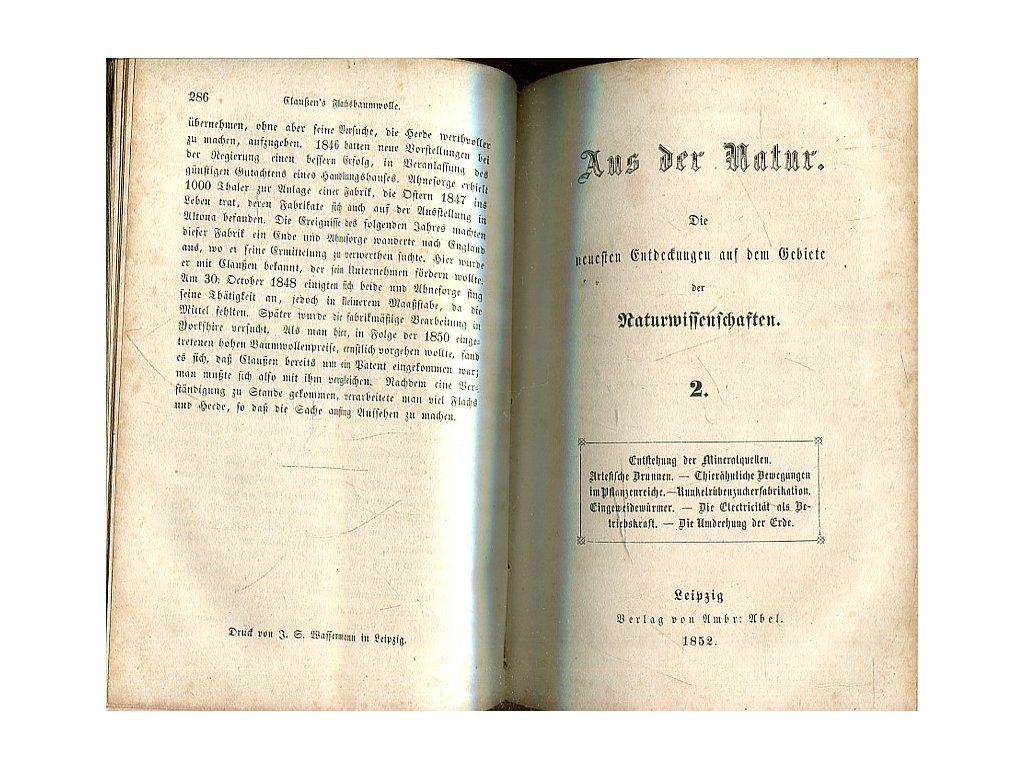 286
Claußen's Flachsbaumwolle.
übernehmen, ohne aber seine Versuche, die Heede werthvoller
zu machen, aufzugeben. 1846 hatten neue Vorstellungen bei
der Regierung einen bessern Erfolg, in Veranlassung des
günstigen Gutachtens eines Handlungshauses. Ahnesorge erhielt
1000 Thaler zur Anlage einer Fabrik, die Ostern 1847 ins
Leben trat, deren Fabrikate sich auch auf der Ausstellung in
Altona befanden. Die Ereignisse des folgenden Jahres machten
dieser Fabrik ein Ende und Ahnesorge wanderte nach England
aus, wo er seine Ermittelung zu verwerthen suchte. Hier wurde
er mit Claußen bekannt, der sein Unternehmen fördern wollte.
Am 30: October 1848 einigten sich beide und Ahnesorge fing
seine Thätigkeit an, jedoch in kleinerem Maaßstabe, da die
Mittel fehlten. Später wurde die fabrikmäßige Bearbeitung in
Yorkshire versucht. Als man hier, in Folge der 1850 einge-
tretenen hohen Baumwollenpreise, ernstlich vorgehen wollte, fand
es sich, daß Claußen bereits um ein Patent eingekommen war;
man mußte sich also mit ihm vergleichen. Nachdem eine Ver-
ständigung zu Stande gekommen, verarbeitete man viel Flachs
und Heede, so daß die Sache anfing Aufsehen zu machen.
Druck von J. S. Wassermann in Leipzig.
Aus der Natur.
Die
neuesten Entdeckungen auf dem Gebiete
der
Naturwissenschaften.
2.
Entstehung der Mineralquellen.
Artesische Brunnen. — Thierähnliche Bewegungen
im Pflanzenreiche. — Runkelrübenzuckerfabrikation.
Eingeweidewürmer. — Die Electricität als Be-
triebskraft. — Die Umdrehung der Erde.
Leipzig
Verlag von Ambr: Abel.
1852.